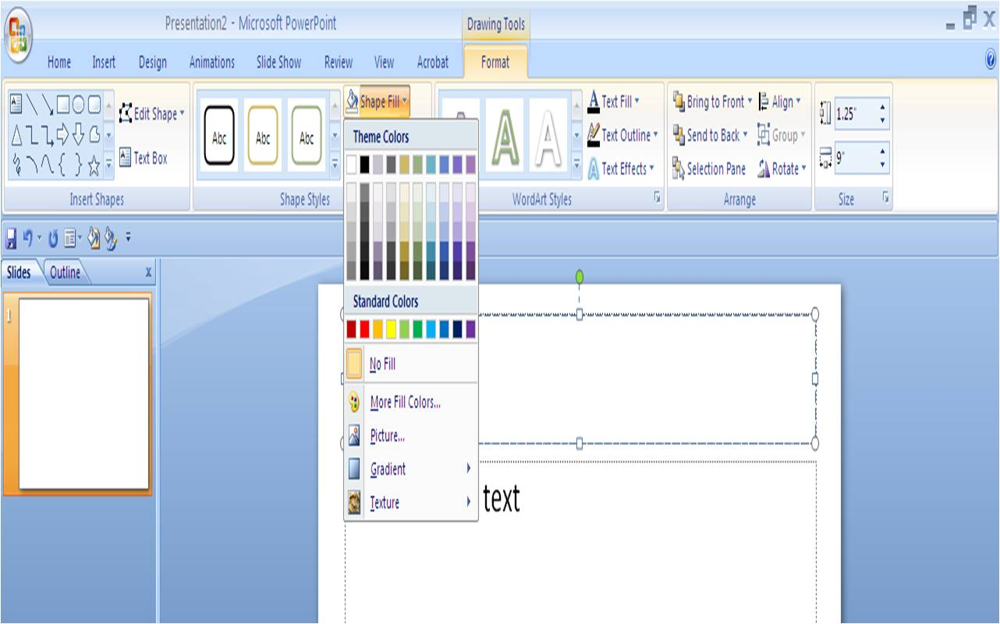 Presentation2 - Microsoft PowerPoint
Drawing Tools
Home Insert Design Animations Slide Show Review View Acrobat Format
Edit Shape
Text Box
Insert Shapes
Abc Abc Abc
Shape Fill
Shape Styles
Text Fill
Text Outline
Text Effects
WordArt Styles
Bring to Front
Send to Back
Selection Pane
Align
Group
Rotate
Arrange
1.25"
9"
Size
Slides Outline x
1
Theme Colors
Standard Colors
No Fill
More Fill Colors...
Picture...
Gradient
Texture
text